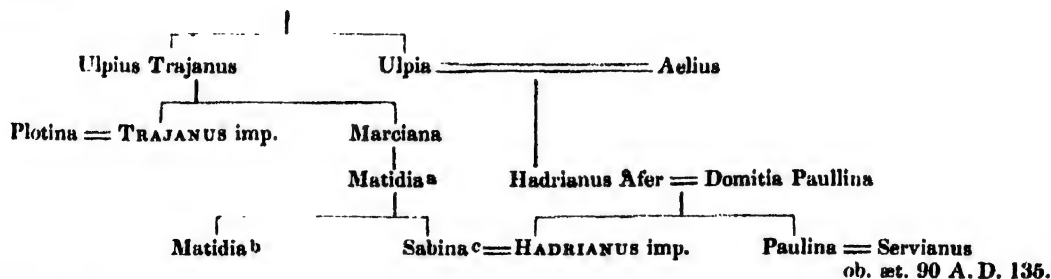 Ulpius Trajanus Ulpia Aelius
Plotina = TRAJANUS imp. Marciana
Matidia a Hadrianus Afer = Domitia Paullina
Matidia b Sabina c = HADRIANUS imp. Paulina = Servianus
ob. æt. 90 A. D. 135.